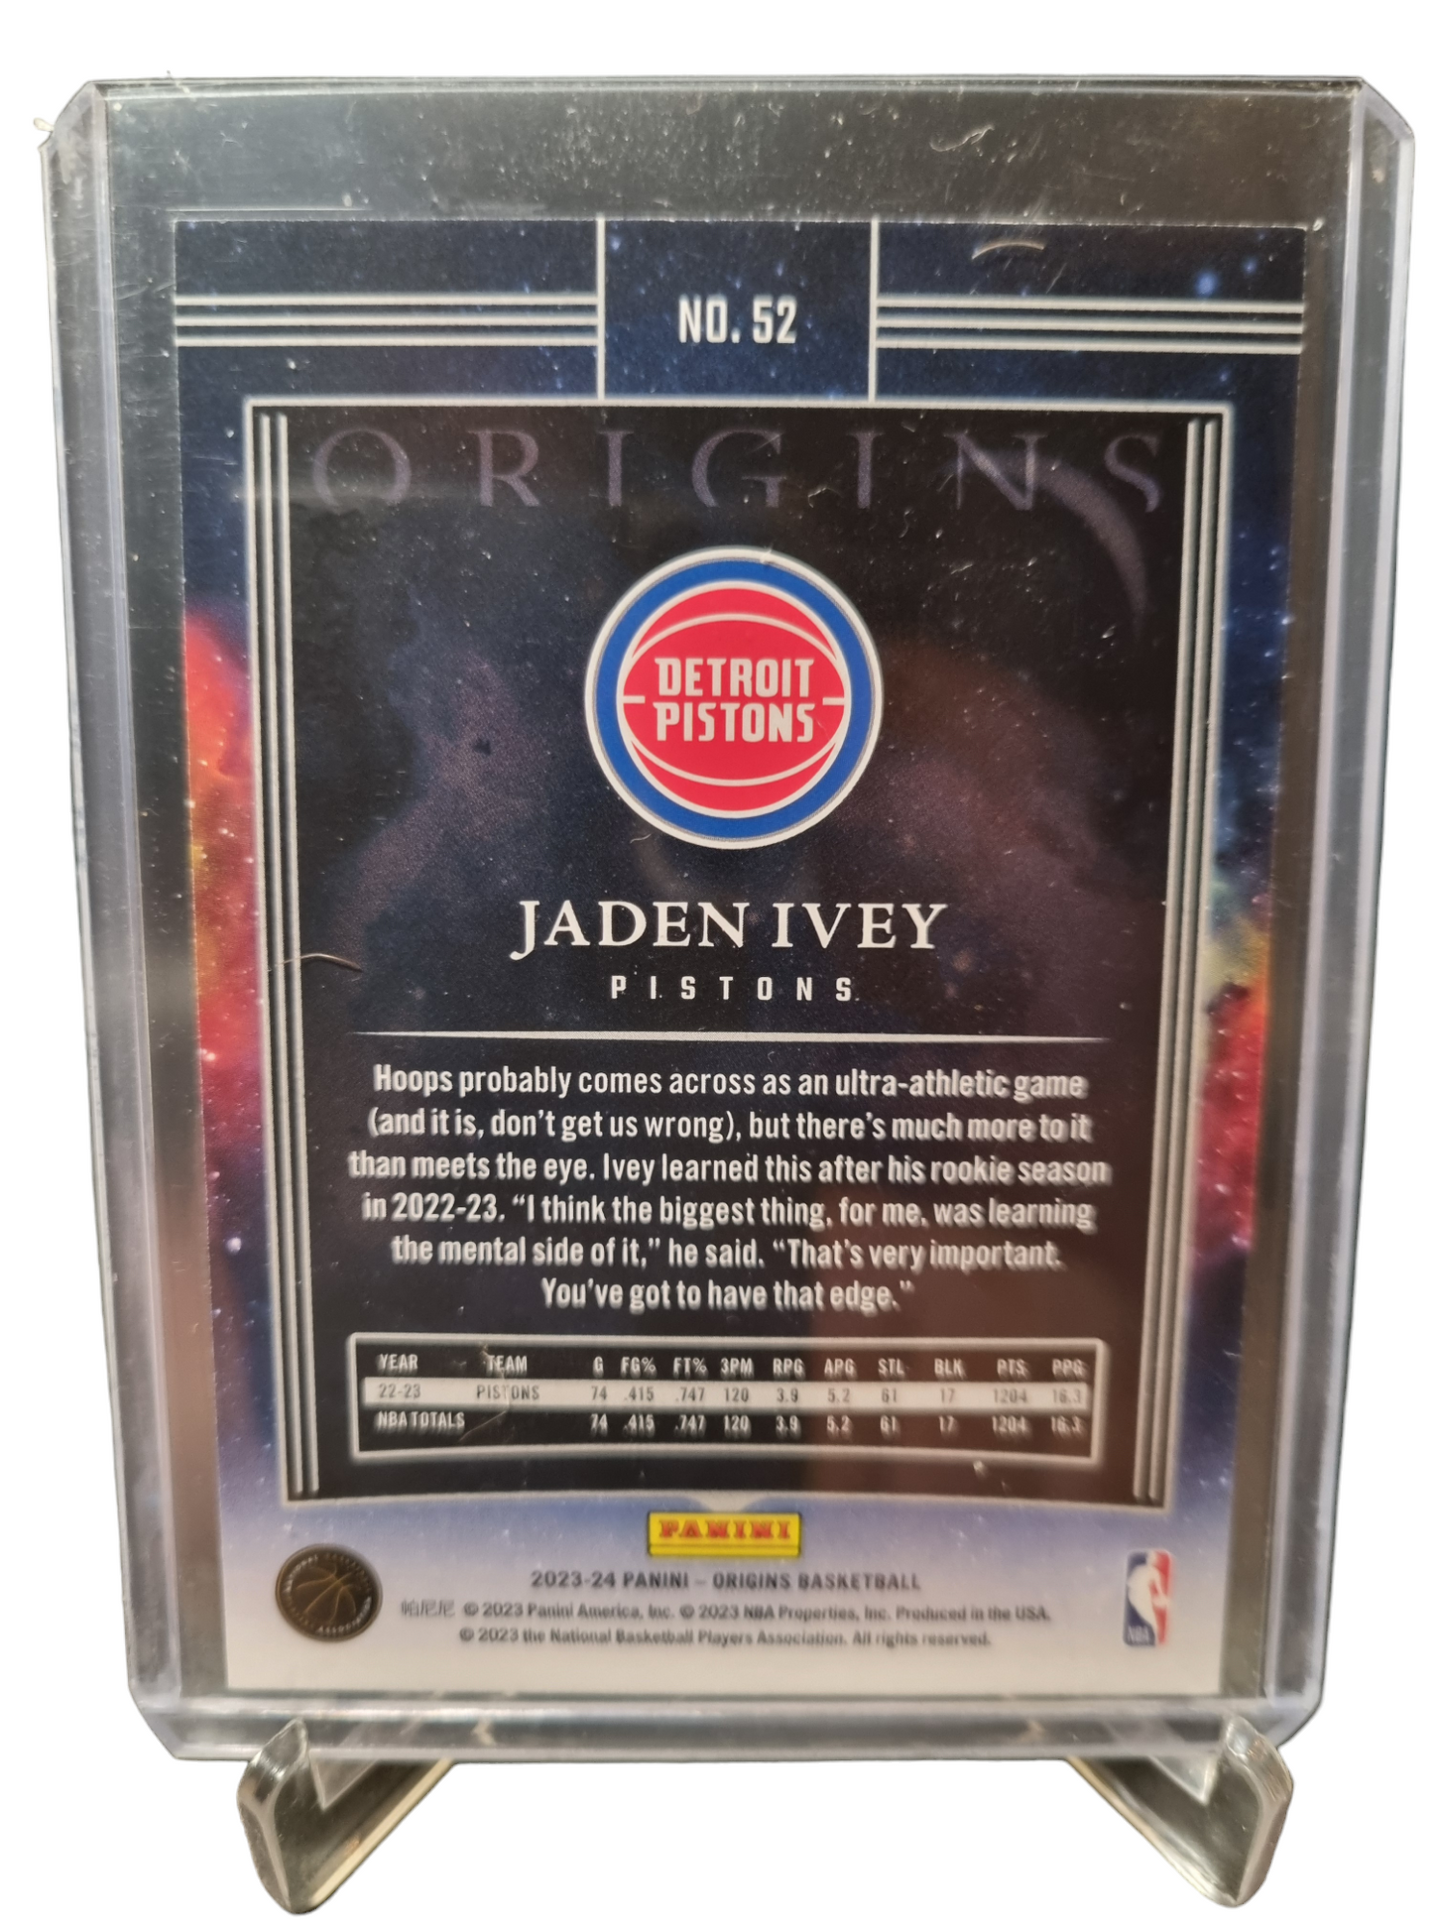 NO. 52
ORIGINS
DETROIT
PISTONS
JADEN IVEY
PISTONS
Hoops probably comes across as an ultra-athletic game
(and it is, don't get us wrong), but there's much more to it
than meets the eye. Ivey learned this after his rookie season
in 2022-23. “I think the biggest thing, for me, was learning
the mental side of it,” he said. “That's very important.
You've got to have that edge.”
YEAR TEAM G FG% FT% 3PM RPG APG STL BLK PTS PPG
22-23 PISTONS 74 .415 .747 120 3.9 5.2 61 17 1204 16.3
NBA TOTALS 74 .415 .747 120 3.9 5.2 61 17 1204 16.3
PANINI
2023-24 PANINI – ORIGINS BASKETBALL
帕尼尼 © 2023 Panini America, Inc. © 2023 NBA Properties, Inc. Produced in the USA.
© 2023 the National Basketball Players Association. All rights reserved.
NBA